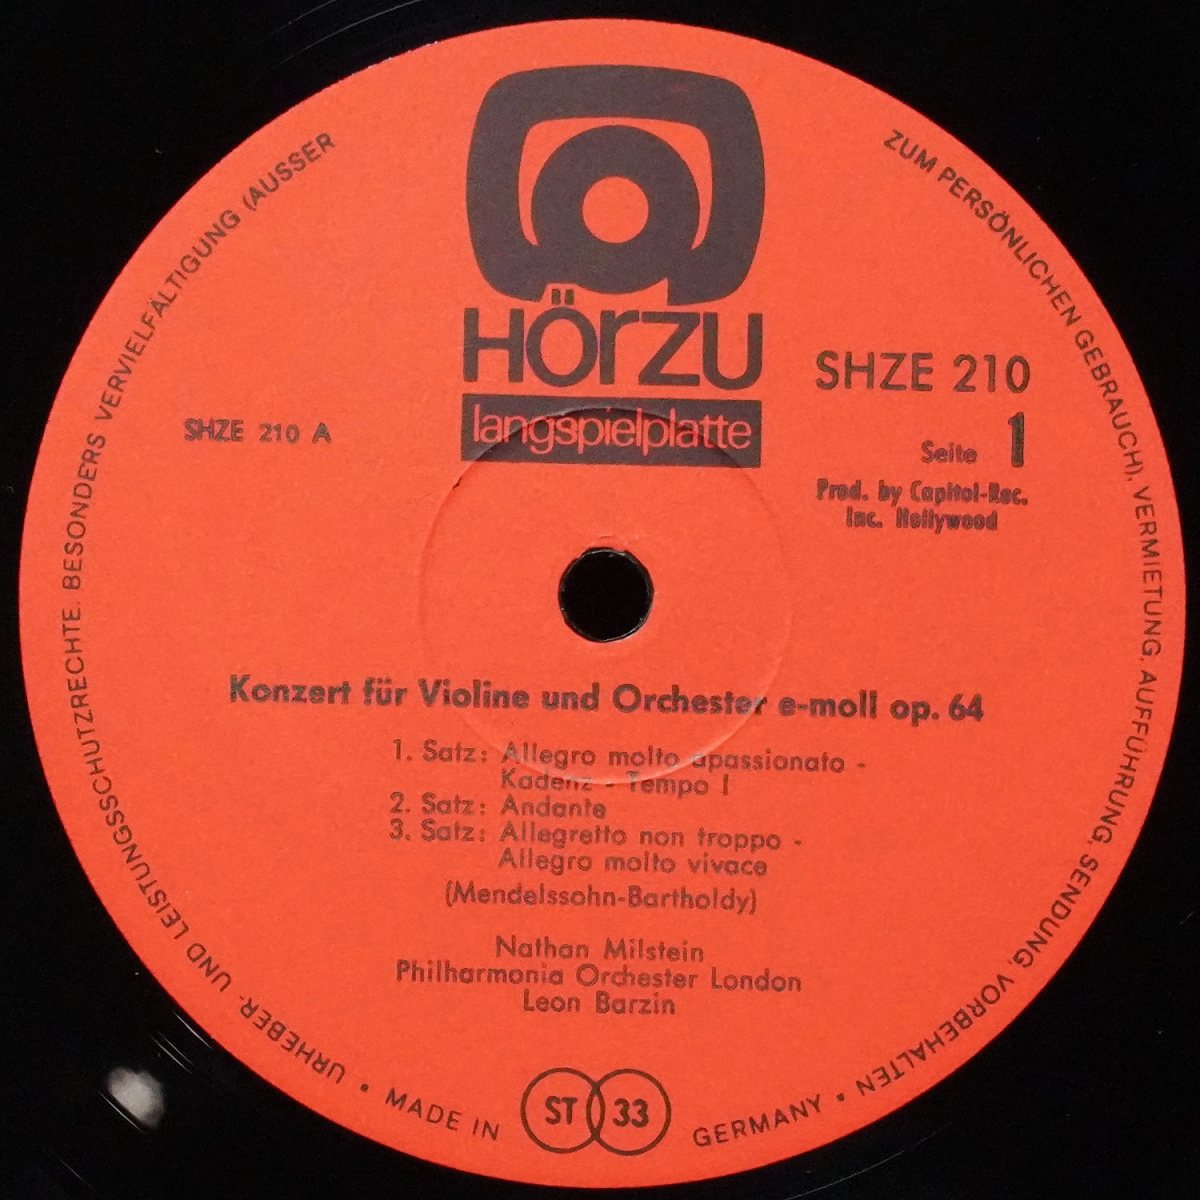 HÖRZU
langspielplatte
SHZE 210
SHZE 210 A
Seite 1
Prod. by Capitol-Rec.
Inc. Hollywood
Konzert für Violine und Orchester e-moll op. 64
1. Satz: Allegro molto apassionato -
Kadenz - Tempo I
2. Satz: Andante
3. Satz: Allegretto non troppo -
Allegro molto vivace
(Mendelssohn-Bartholdy)
Nathan Milstein
Philharmonia Orchester London
Leon Barzin
ST 33
URHEBER- UND LEISTUNGSSCHUTZRECHTE. BESONDERS VERVIELFÄLTIGUNG (AUSSER
ZUM PERSÖNLICHEN GEBRAUCH), VERMIETUNG. AUFFÜHRUNG. SENDUNG. VORBEHALTEN •
• MADE IN GERMANY